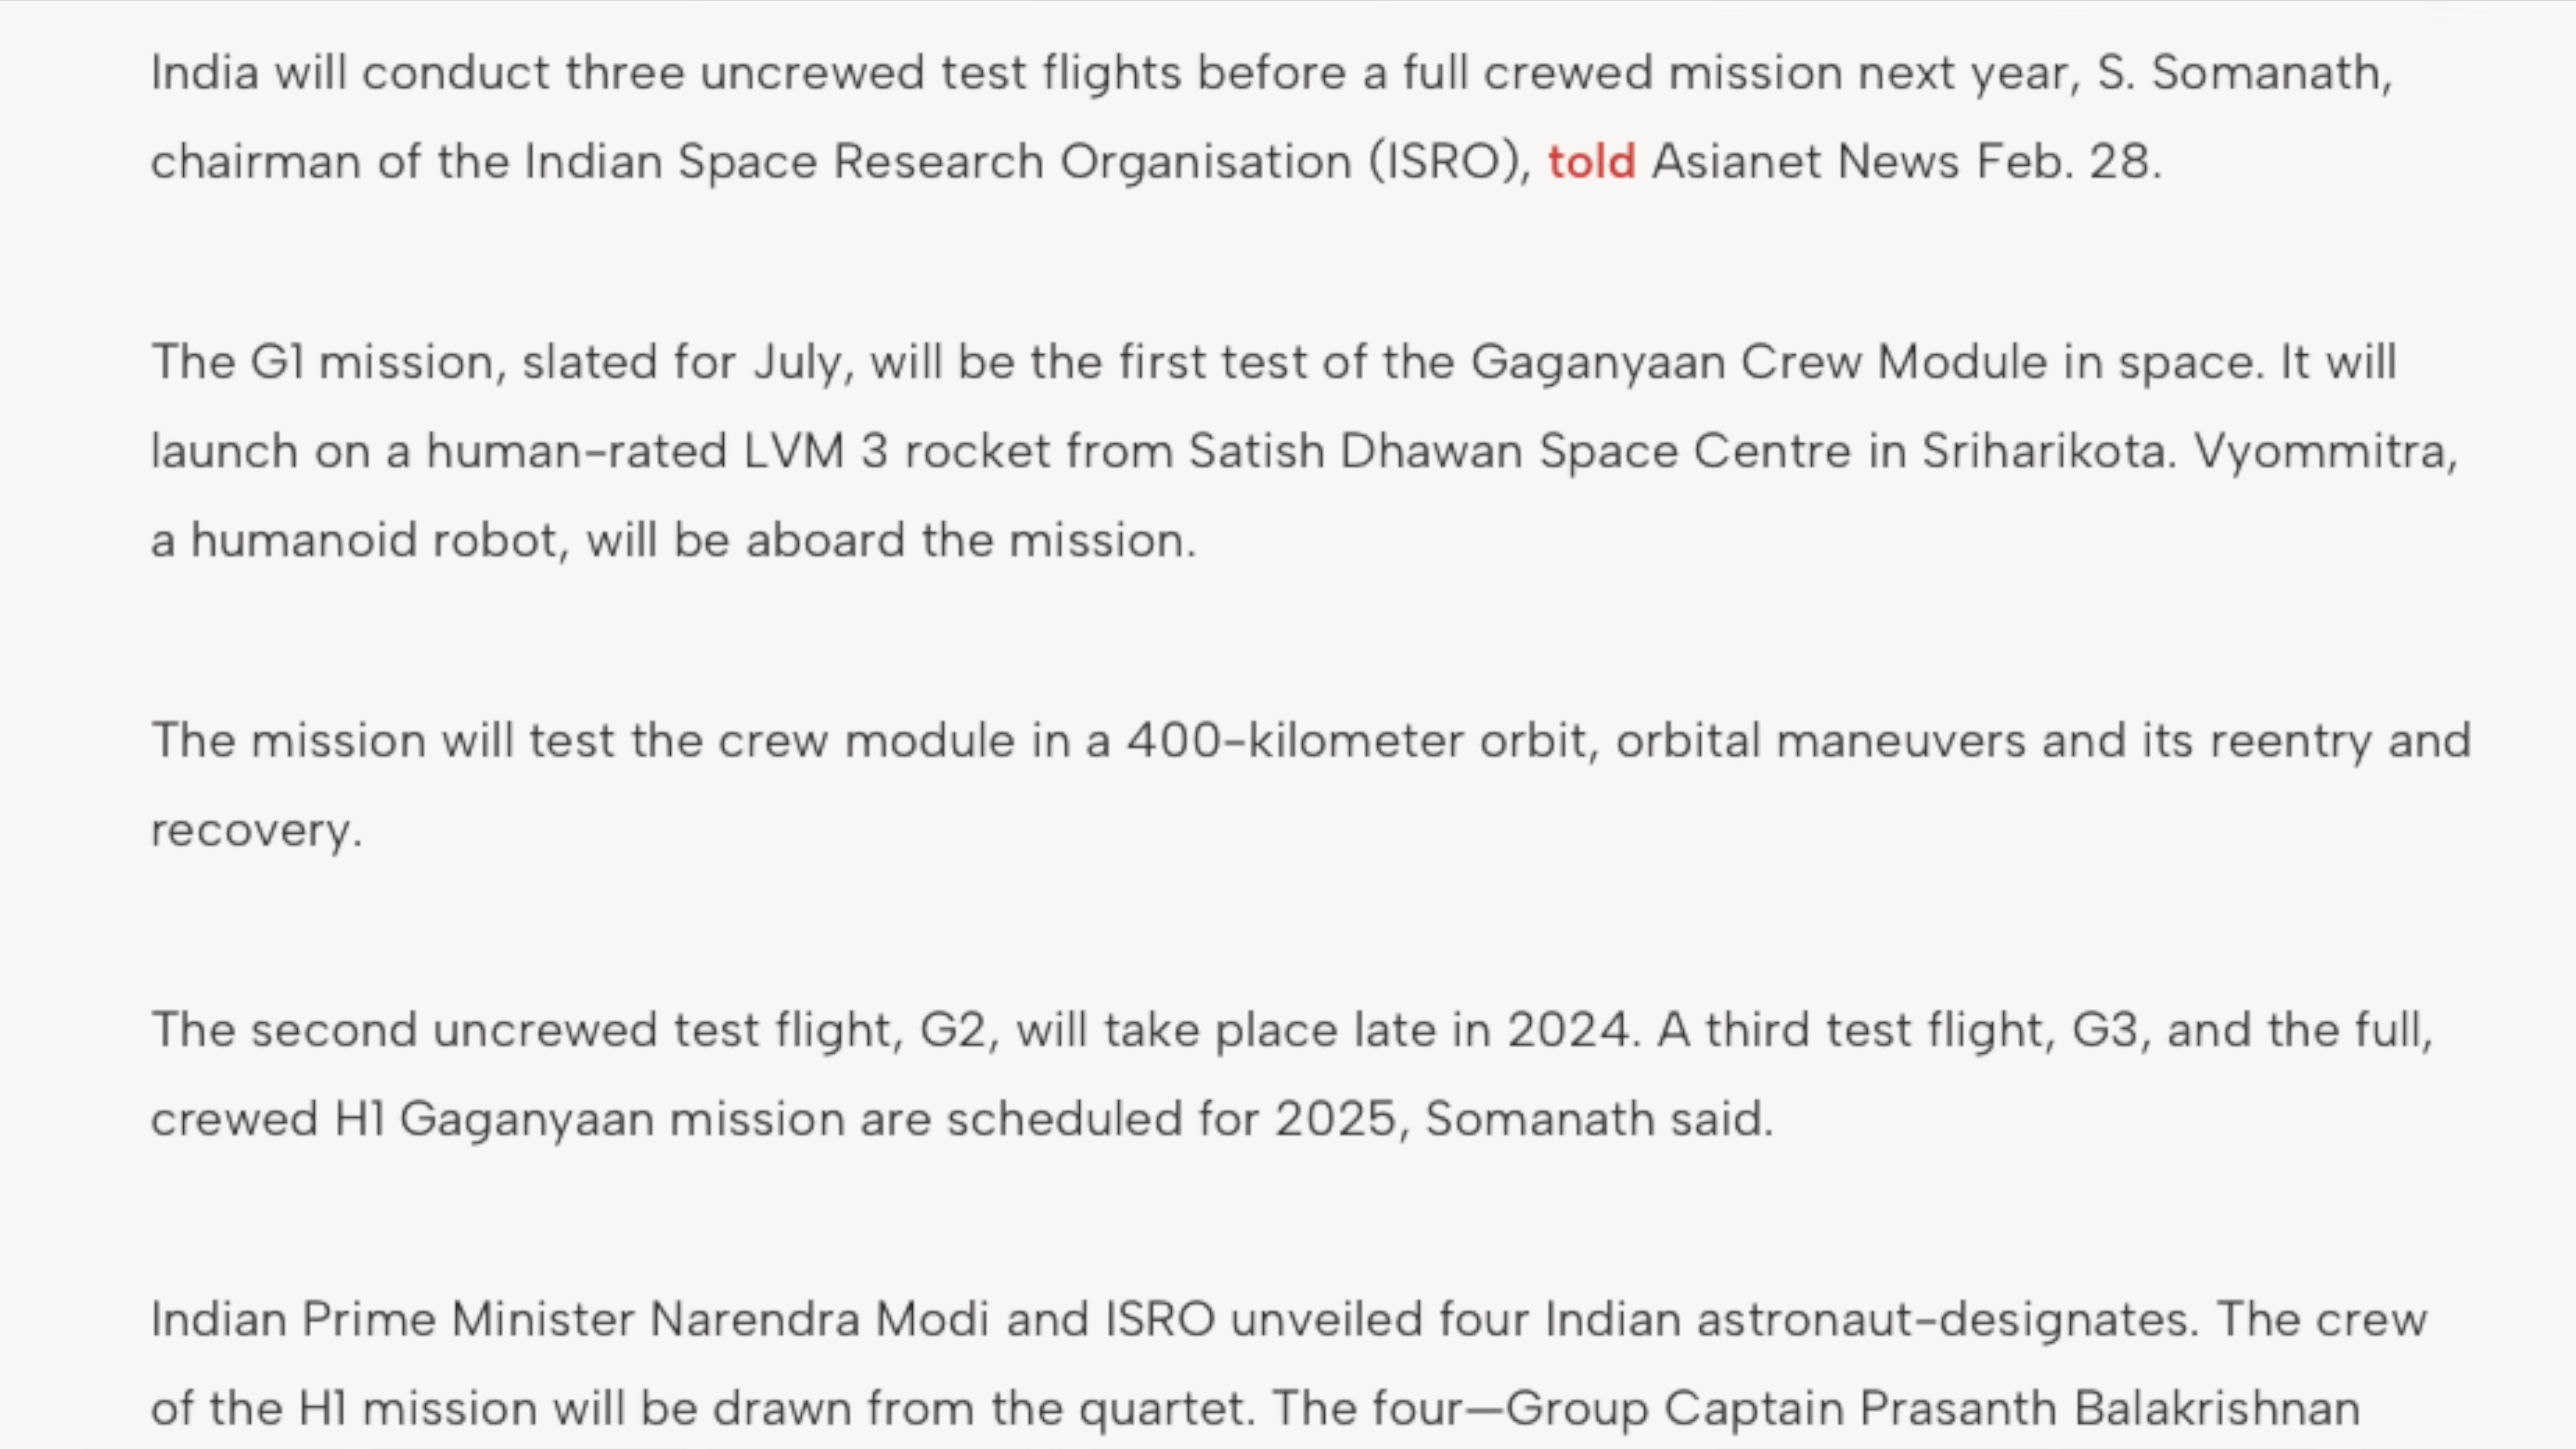 India will conduct three uncrewed test flights before a full crewed mission next year, S. Somanath,
chairman of the Indian Space Research Organisation (ISRO), told Asianet News Feb. 28.
The G1 mission, slated for July, will be the first test of the Gaganyaan Crew Module in space. It will
launch on a human-rated LVM 3 rocket from Satish Dhawan Space Centre in Sriharikota. Vyommitra,
a humanoid robot, will be aboard the mission.
The mission will test the crew module in a 400-kilometer orbit, orbital maneuvers and its reentry and
recovery.
The second uncrewed test flight, G2, will take place late in 2024. A third test flight, G3, and the full,
crewed H1 Gaganyaan mission are scheduled for 2025, Somanath said.
Indian Prime Minister Narendra Modi and ISRO unveiled four Indian astronaut-designates. The crew
of the H1 mission will be drawn from the quartet. The four—Group Captain Prasanth Balakrishnan